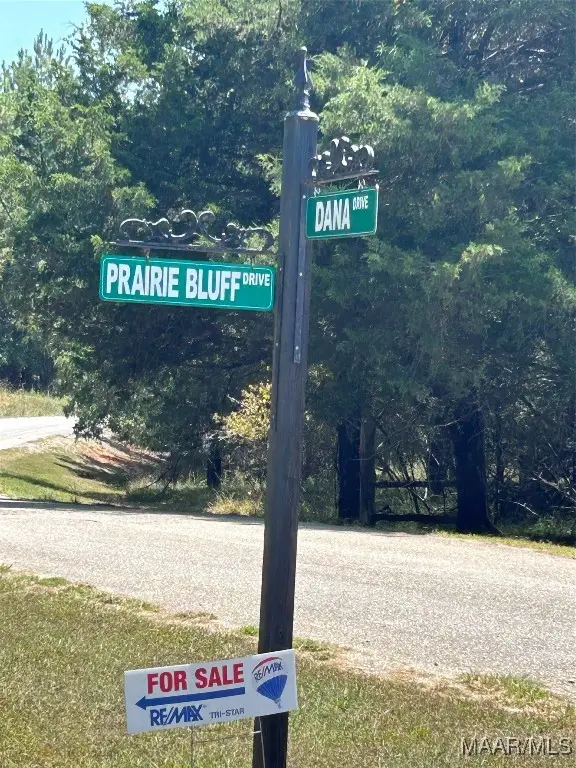 DANA DRIVE
PRAIRIE BLUFF DRIVE
FOR SALE
RE/MAX
RE/MAX TRI-STAR
MAAR/MLS